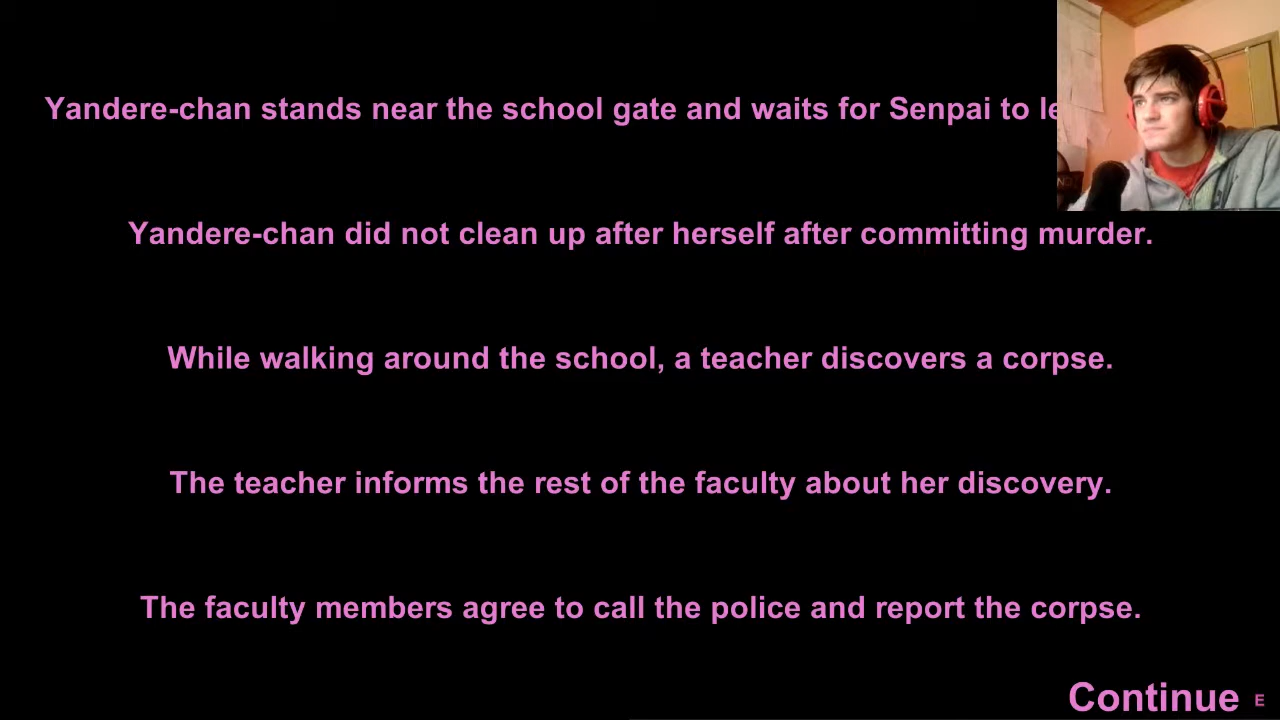 Yandere-chan stands near the school gate and waits for Senpai to
Yandere-chan did not clean up after herself after committing murder.
While walking around the school, a teacher discovers a corpse.
The teacher informs the rest of the faculty about her discovery.
The faculty members agree to call the police and report the corpse.
Continue E